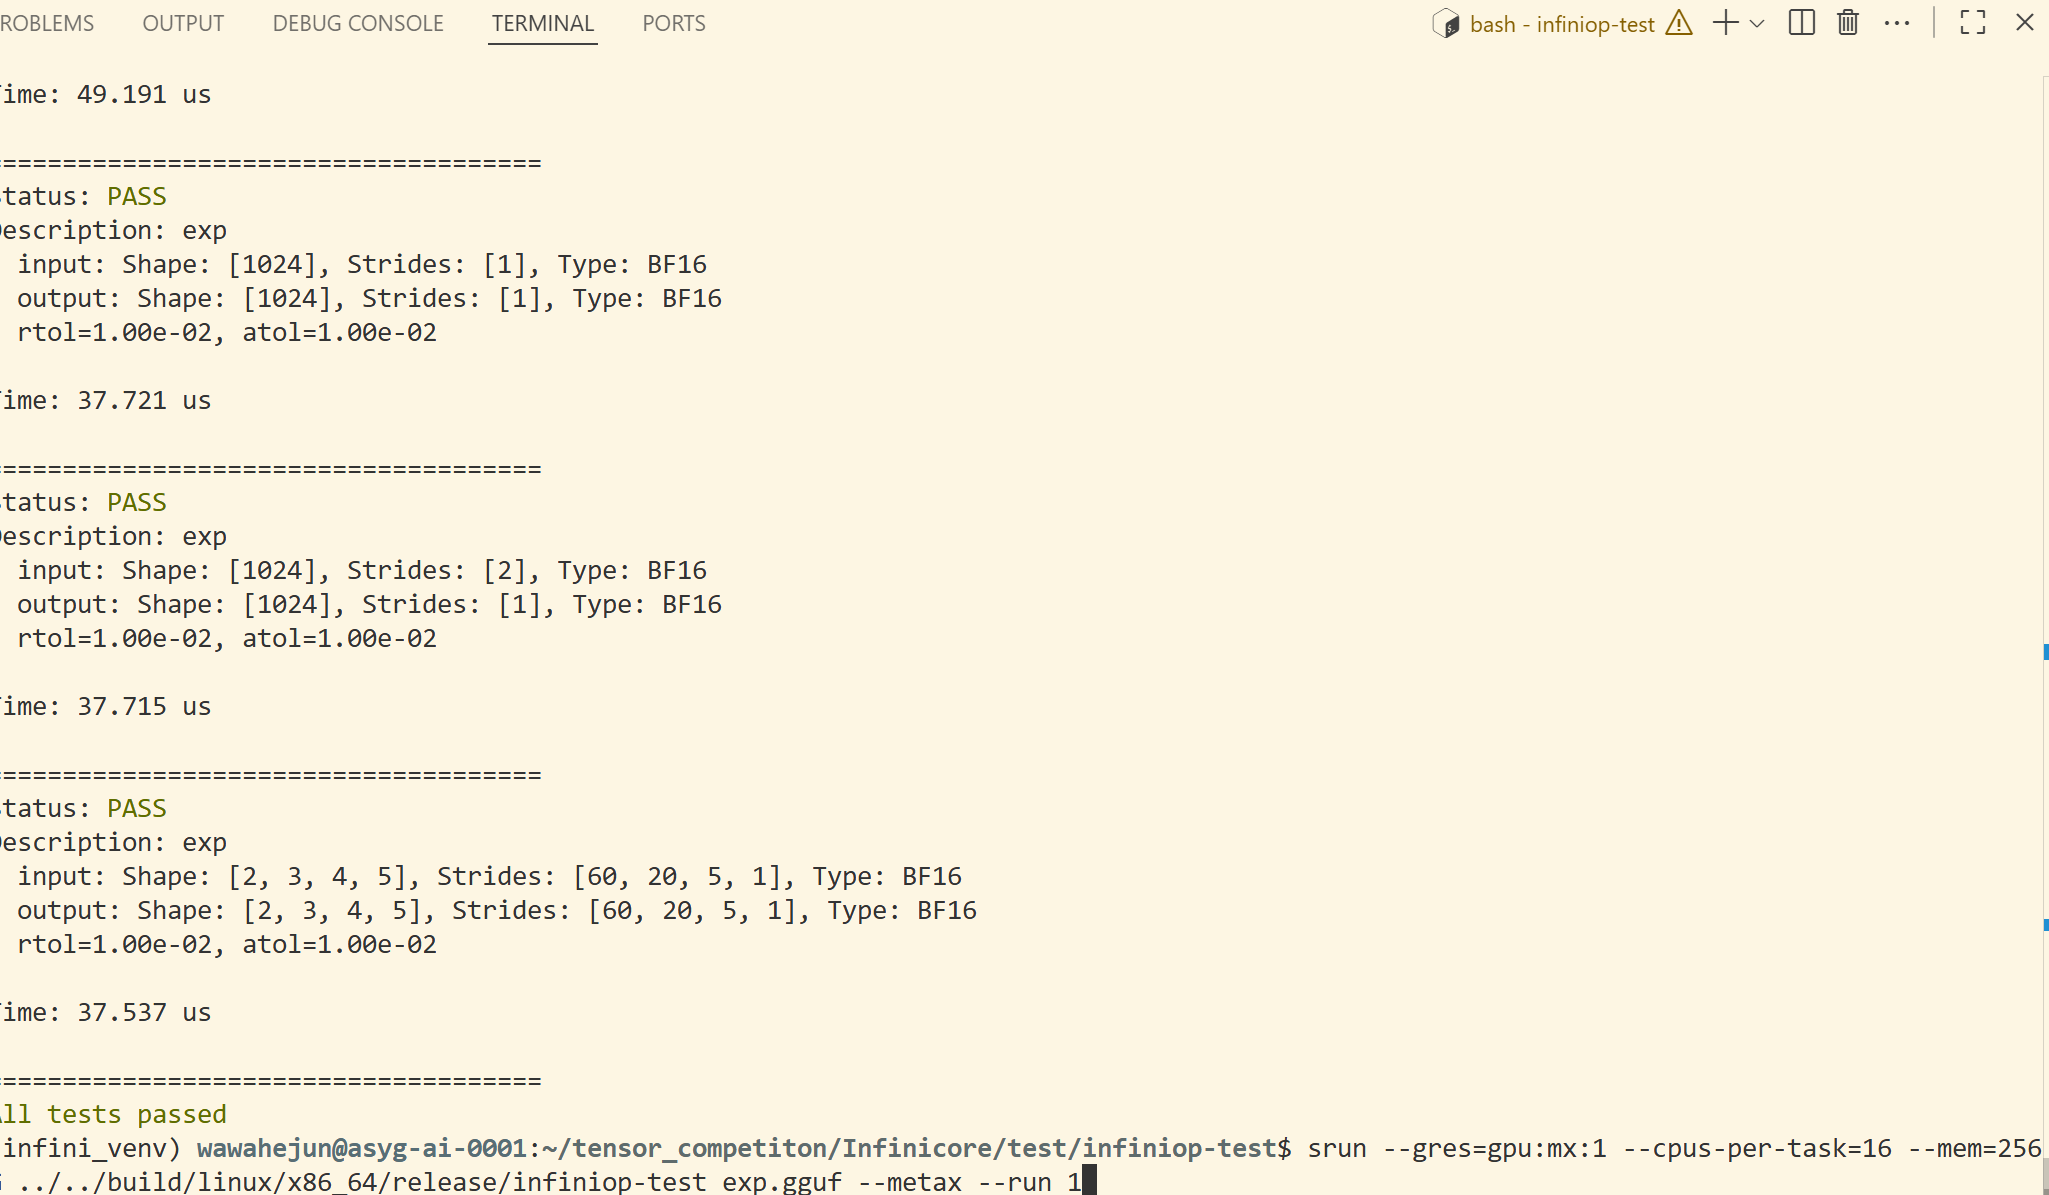 ROBLEMS OUTPUT DEBUG CONSOLE TERMINAL PORTS bash - infiniop-test
ime: 49.191 us
====================================
tatus: PASS
escription: exp
input: Shape: [1024], Strides: [1], Type: BF16
output: Shape: [1024], Strides: [1], Type: BF16
rtol=1.00e-02, atol=1.00e-02
ime: 37.721 us
====================================
tatus: PASS
escription: exp
input: Shape: [1024], Strides: [2], Type: BF16
output: Shape: [1024], Strides: [1], Type: BF16
rtol=1.00e-02, atol=1.00e-02
ime: 37.715 us
====================================
tatus: PASS
escription: exp
input: Shape: [2, 3, 4, 5], Strides: [60, 20, 5, 1], Type: BF16
output: Shape: [2, 3, 4, 5], Strides: [60, 20, 5, 1], Type: BF16
rtol=1.00e-02, atol=1.00e-02
ime: 37.537 us
====================================
ll tests passed
infini_venv) wawahejun@asyg-ai-0001:~/tensor_competiton/Infinicore/test/infiniop-test$ srun --gres=gpu:mx:1 --cpus-per-task=16 --mem=256
G ../../build/linux/x86_64/release/infiniop-test exp.gguf --metax --run 1